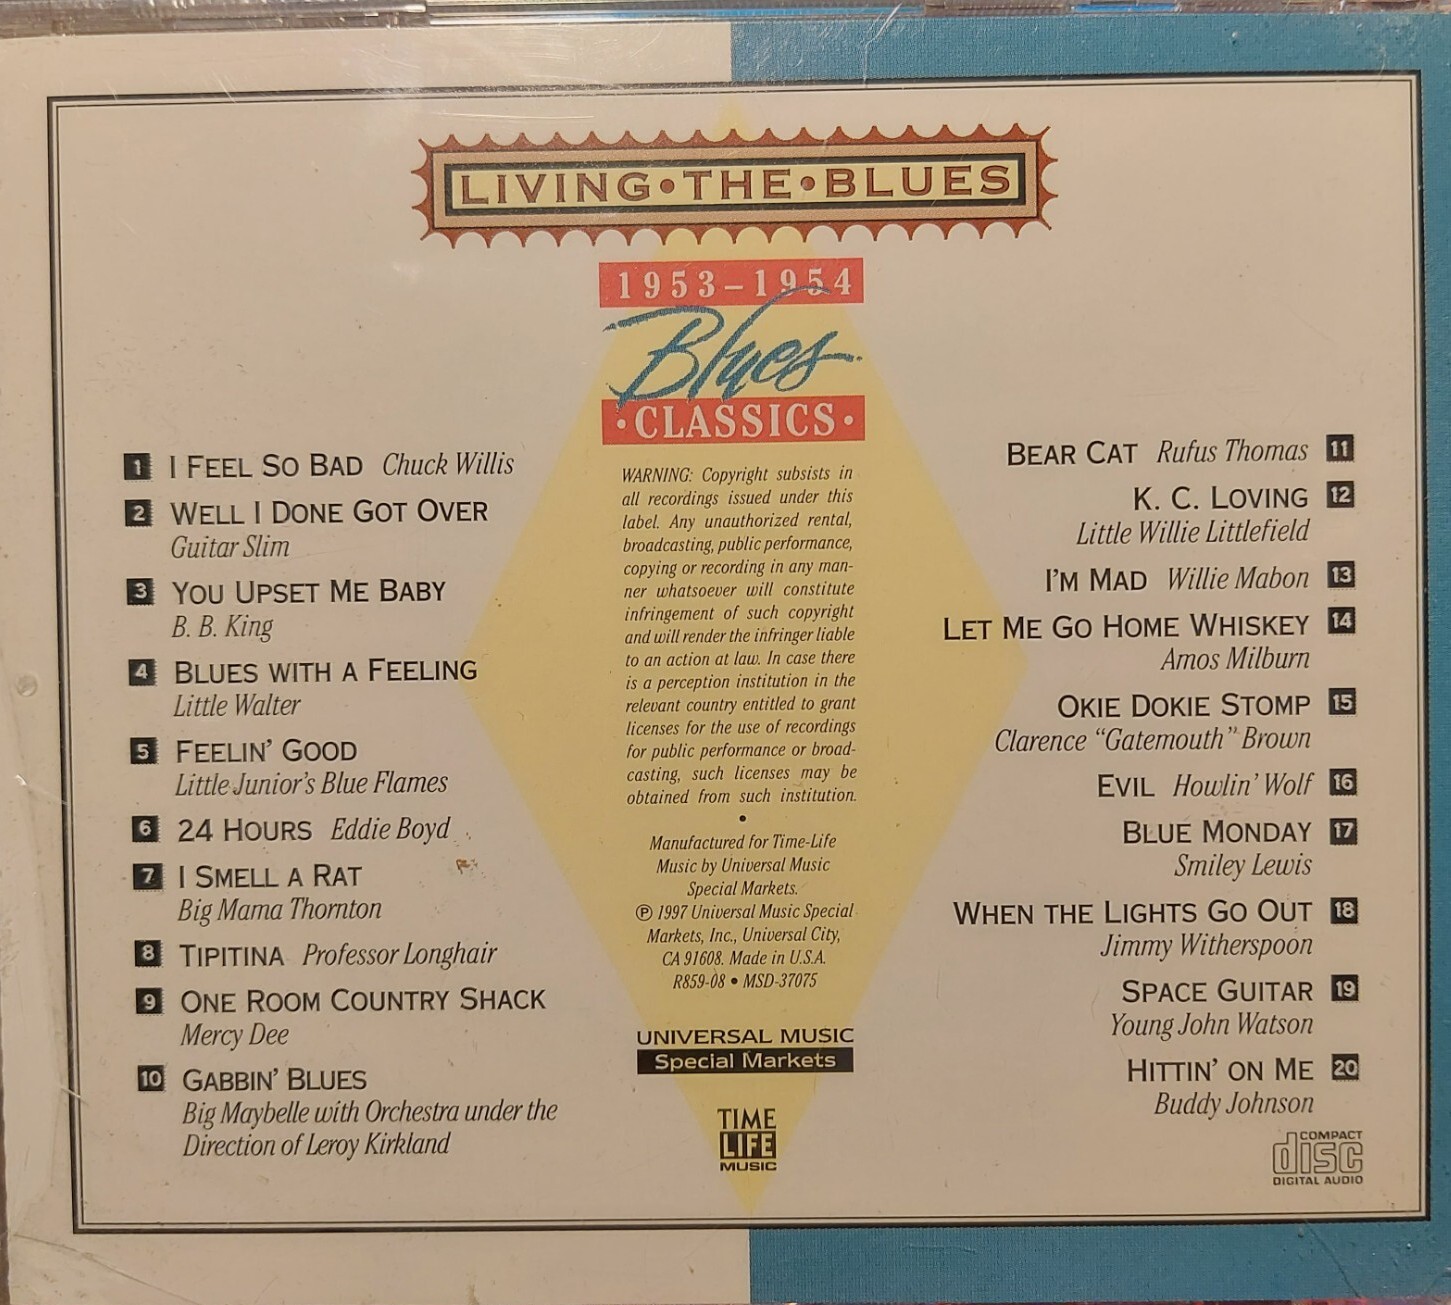 LIVING•THE•BLUES
1953–1954
Blues
•CLASSICS•
1 I FEEL SO BAD Chuck Willis
2 WELL I DONE GOT OVER
Guitar Slim
3 YOU UPSET ME BABY
B. B. King
4 BLUES WITH A FEELING
Little Walter
5 FEELIN' GOOD
Little Junior's Blue Flames
6 24 HOURS Eddie Boyd
7 I SMELL A RAT
Big Mama Thornton
8 TIPITINA Professor Longhair
9 ONE ROOM COUNTRY SHACK
Mercy Dee
10 GABBIN' BLUES
Big Maybelle with Orchestra under the
Direction of Leroy Kirkland
WARNING: Copyright subsists in
all recordings issued under this
label. Any unauthorized rental,
broadcasting, public performance,
copying or recording in any man-
ner whatsoever will constitute
infringement of such copyright
and will render the infringer liable
to an action at law. In case there
is a perception institution in the
relevant country entitled to grant
licenses for the use of recordings
for public performance or broad-
casting, such licenses may be
obtained from such institution.
•
Manufactured for Time-Life
Music by Universal Music
Special Markets.
℗ 1997 Universal Music Special
Markets, Inc., Universal City,
CA 91608. Made in U.S.A.
R859-08 • MSD-37075
UNIVERSAL MUSIC
Special Markets
TIME
LIFE
MUSIC
BEAR CAT Rufus Thomas 11
K. C. LOVING 12
Little Willie Littlefield
I'M MAD Willie Mabon 13
LET ME GO HOME WHISKEY 14
Amos Milburn
OKIE DOKIE STOMP 15
Clarence "Gatemouth" Brown
EVIL Howlin' Wolf 16
BLUE MONDAY 17
Smiley Lewis
WHEN THE LIGHTS GO OUT 18
Jimmy Witherspoon
SPACE GUITAR 19
Young John Watson
HITTIN' ON ME 20
Buddy Johnson
COMPACT
disc
DIGITAL AUDIO